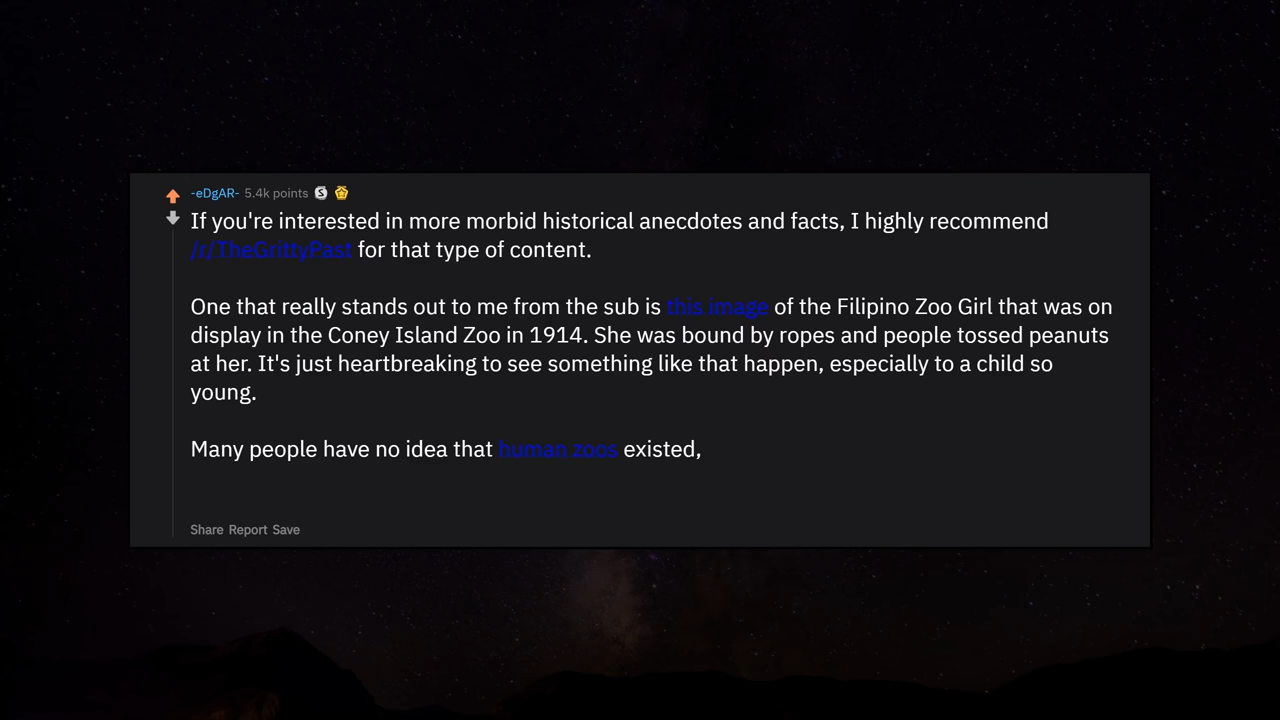 -eDgAR- 5.4k points
If you're interested in more morbid historical anecdotes and facts, I highly recommend
/r/TheGrittyPast for that type of content.
One that really stands out to me from the sub is this image of the Filipino Zoo Girl that was on
display in the Coney Island Zoo in 1914. She was bound by ropes and people tossed peanuts
at her. It's just heartbreaking to see something like that happen, especially to a child so
young.
Many people have no idea that human zoos existed,
Share Report Save